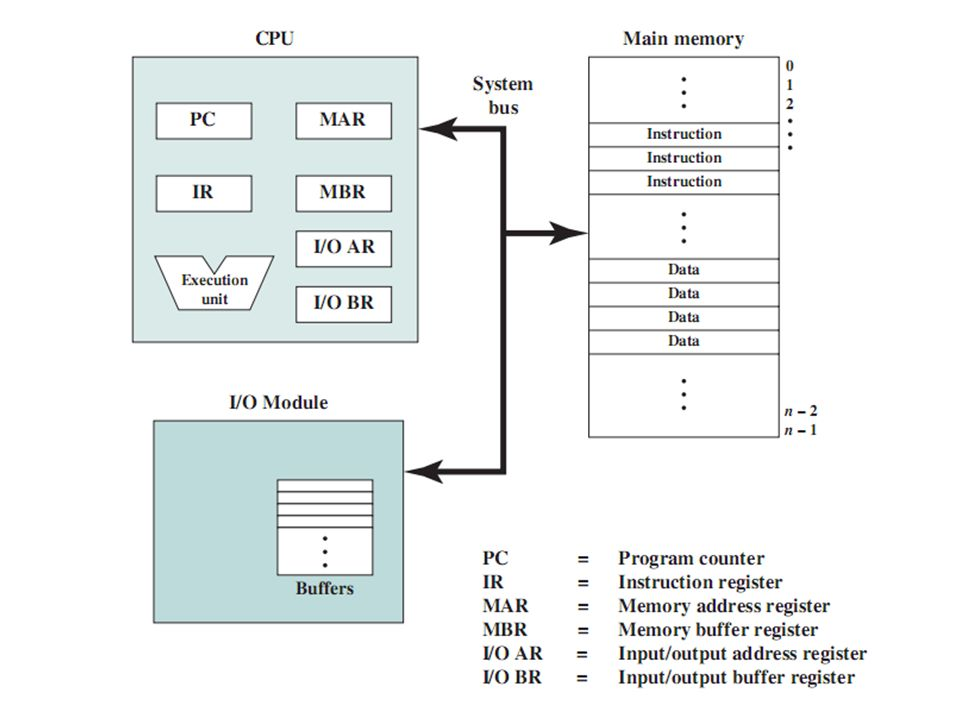 CPU
PC
MAR
IR
MBR
I/O AR
Execution
unit
I/O BR
System
bus
Main memory
0
1
2
Instruction
Instruction
Instruction
Data
Data
Data
Data
n – 2
n – 1
I/O Module
Buffers
PC = Program counter
IR = Instruction register
MAR = Memory address register
MBR = Memory buffer register
I/O AR = Input/output address register
I/O BR = Input/output buffer register